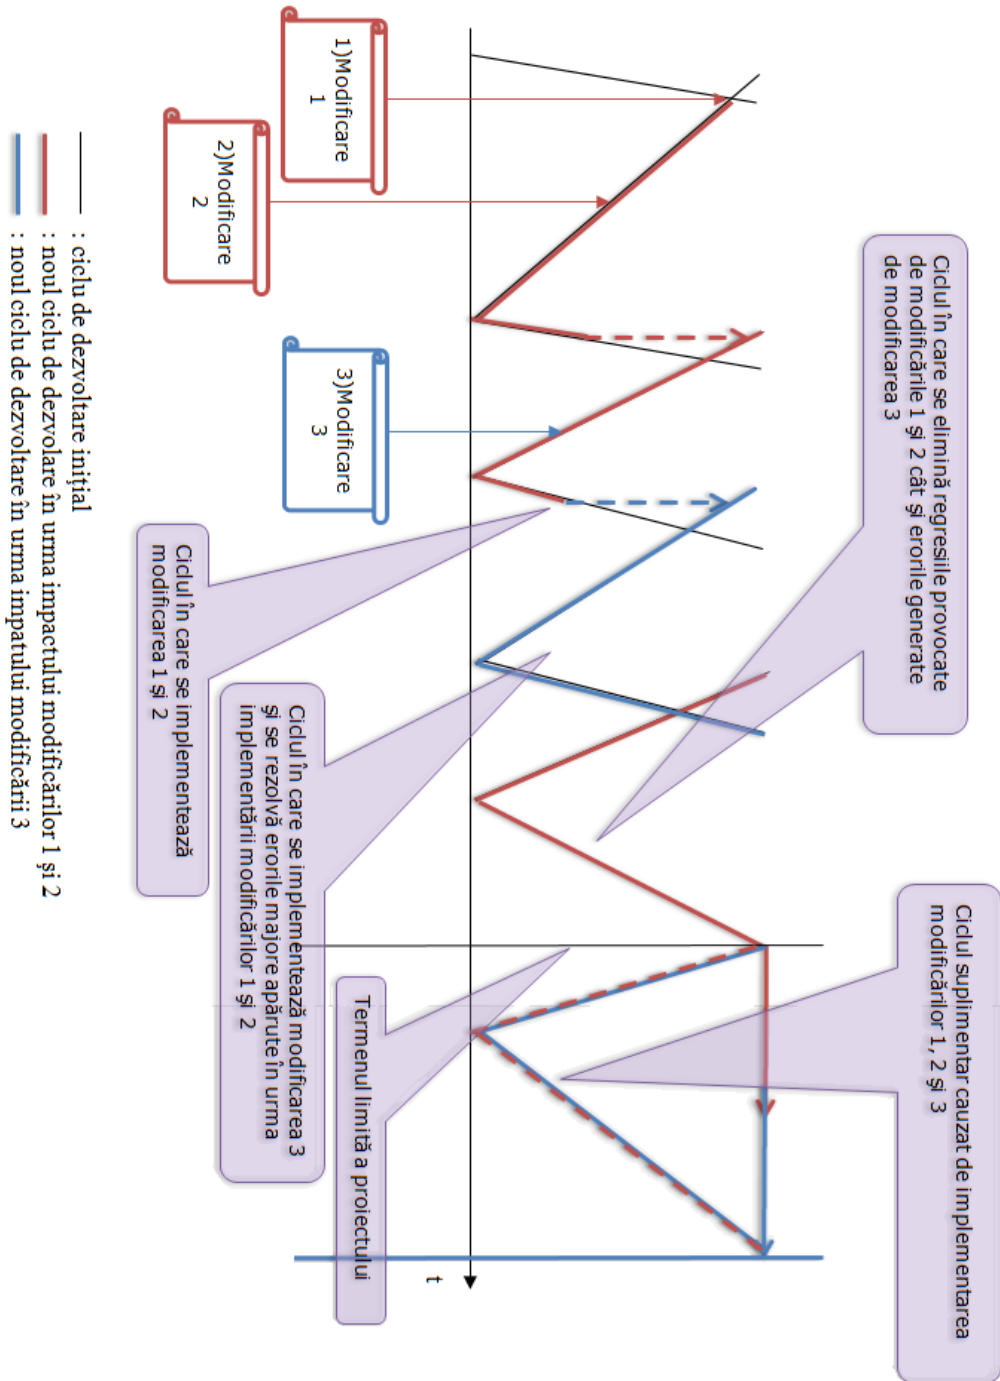 Ciclul în care se elimină regresiile provocate
de modificările 1 și 2 cât și erorile generate
de modificarea 3
Ciclul suplimentar cauzat de implementarea
modificărilor 1, 2 și 3
1)Modificare
1
2)Modificare
2
3)Modificare
3
t
Termenul limită a proiectului
Ciclul în care se implementează modificarea 3
și se rezolvă erorile majore apărute în urma
implementării modificărilor 1 și 2
Ciclul în care se implementează
modificarea 1 și 2
: ciclu de dezvoltare inițial
: noul ciclu de dezvolare în urma impactului modificărilor 1 și 2
: noul ciclu de dezvoltare în urma impatului modificării 3